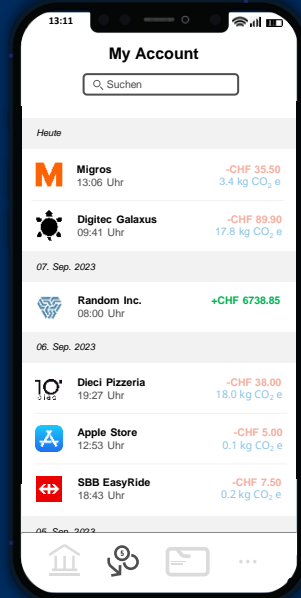 13:11
My Account
Suchen
Heute
Migros
-CHF 35.50
13:06 Uhr
3.4 kg CO₂ e
Digitec Galaxus
-CHF 89.90
09:41 Uhr
17.8 kg CO₂ e
07. Sep. 2023
Random Inc.
+CHF 6738.85
08:00 Uhr
06. Sep. 2023
Dieci Pizzeria
-CHF 38.00
19:27 Uhr
18.0 kg CO₂ e
Apple Store
-CHF 5.00
12:53 Uhr
0.1 kg CO₂ e
SBB EasyRide
-CHF 7.50
18:43 Uhr
0.2 kg CO₂ e
05. Sep. 2023